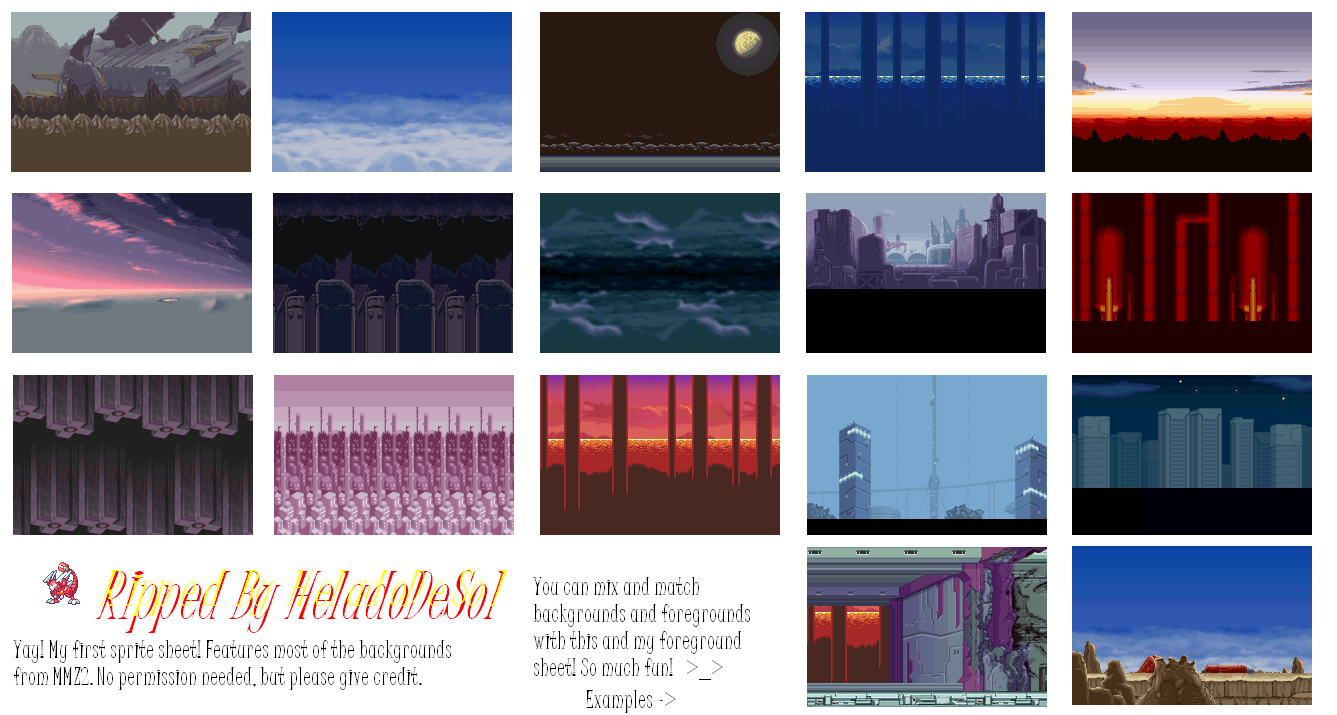 Ripped By HeladoDeSol
Yay! My first sprite sheet! Features most of the backgrounds
from MMZ2. No permission needed, but please give credit.
You can mix and match
backgrounds and foregrounds
with this and my foreground
sheet! So much fun! >_>
Examples ->